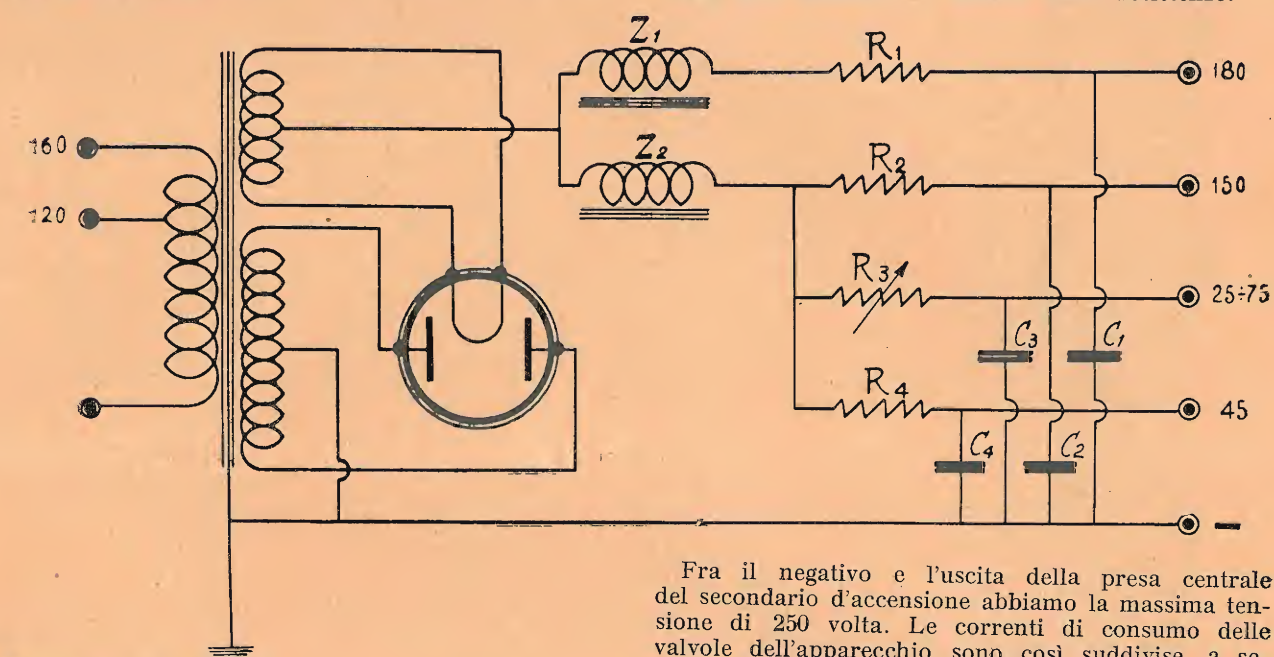 Z1
R1
180
160
Z2
R2
150
120
R3
25÷75
C3
C1
R4
45
C4
C2
–
Fra il negativo e l'uscita della presa centrale
del secondario d'accensione abbiamo la massima ten-
sione di 250 volta. Le correnti di consumo delle
valvole dell'apparecchio sono così suddivise, a se-